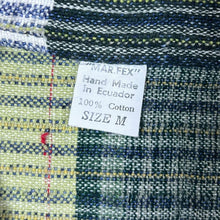 "MAR.FEX"
Hand Made
In Ecuador
100% Cotton
SIZE M